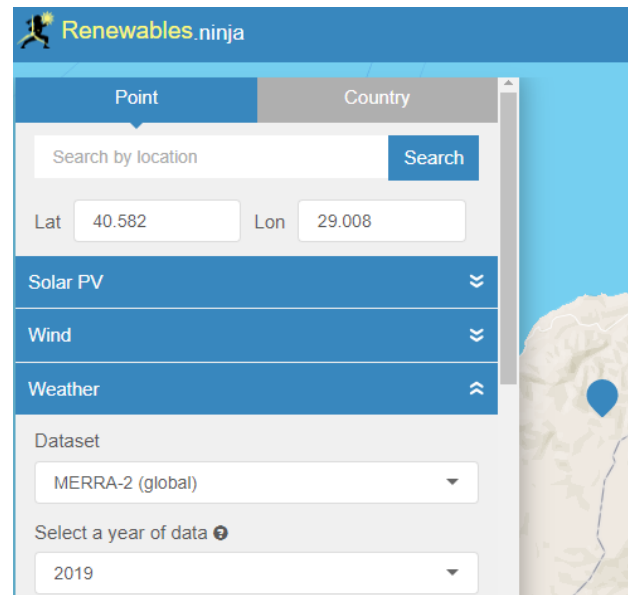 Renewables.ninja
Point Country
Search by location Search
Lat 40.582 Lon 29.008
Solar PV
Wind
Weather
Dataset
MERRA-2 (global)
Select a year of data
2019